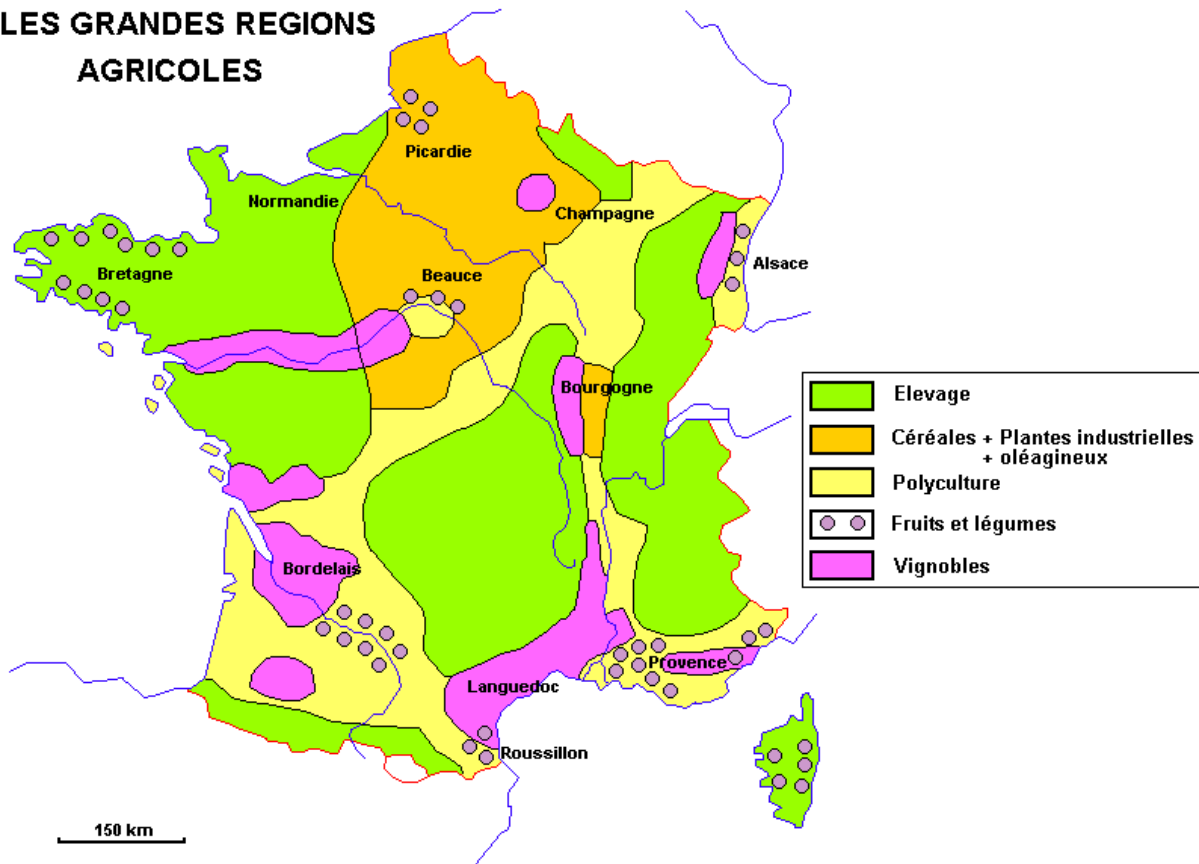 LES GRANDES REGIONS
AGRICOLES
Picardie
Normandie
Champagne
Bretagne
Beauce
Alsace
Bourgogne
Bordelais
Provence
Languedoc
Roussillon
150 km
Elevage
Céréales + Plantes industrielles
+ oléagineux
Polyculture
Fruits et légumes
Vignobles